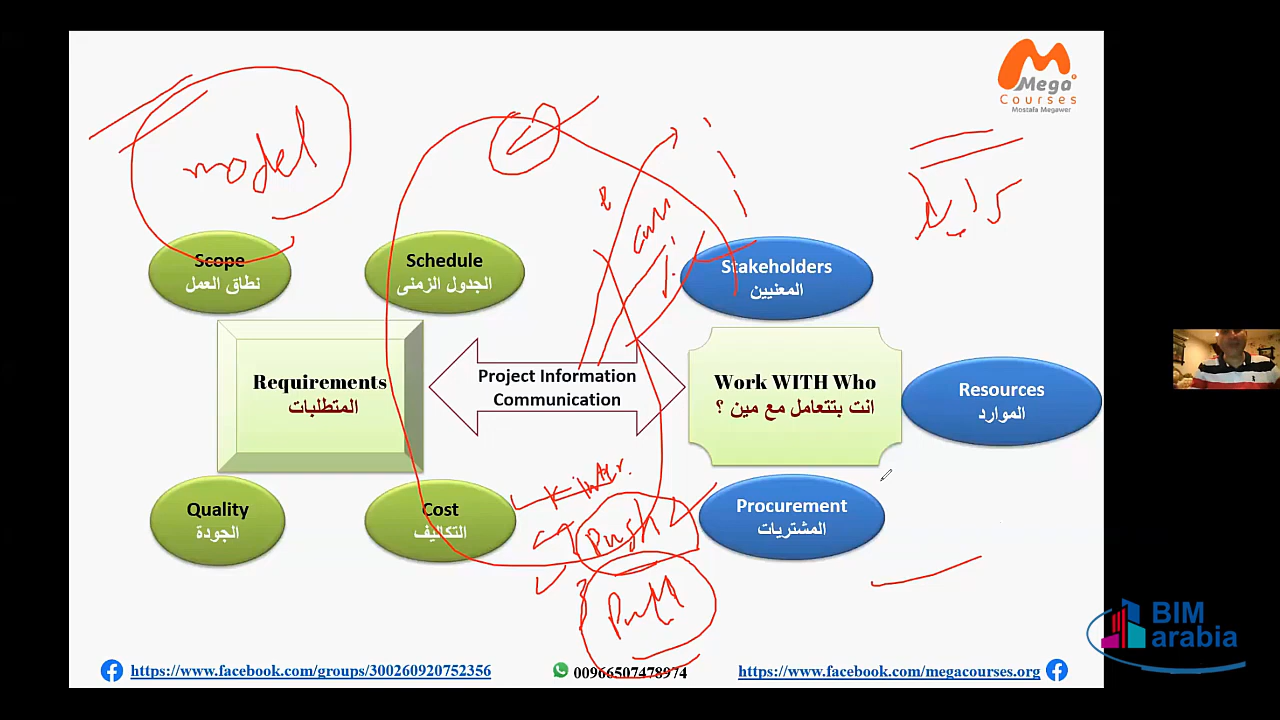 Mega
Courses
Mostafa Megawer
model
Scope
نطاق العمل
Schedule
الجدول الزمنى
Stakeholders
المعنيين
Requirements
المتطلبات
Project Information
Communication
Work WITH Who
انت بتتعامل مع مين ؟
Resources
الموارد
Quality
الجودة
Cost
التكاليف
Push
Pull
Procurement
المشتريات
BIM
arabia
https://www.facebook.com/groups/300260920752356
00966507478974
https://www.facebook.com/megacourses.org